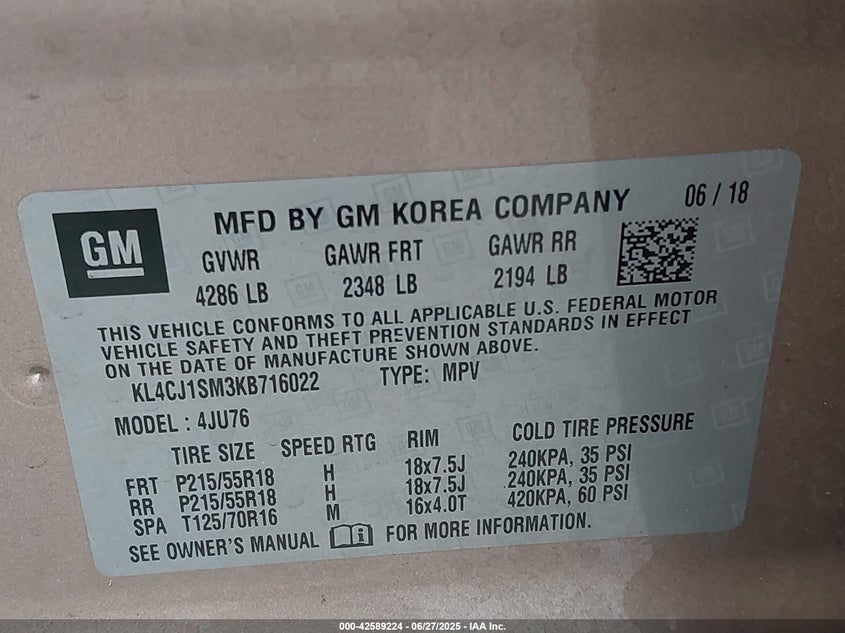 GM
MFD BY GM KOREA COMPANY 06 / 18
GVWR GAWR FRT GAWR RR
4286 LB 2348 LB 2194 LB
THIS VEHICLE CONFORMS TO ALL APPLICABLE U.S. FEDERAL MOTOR
VEHICLE SAFETY AND THEFT PREVENTION STANDARDS IN EFFECT
ON THE DATE OF MANUFACTURE SHOWN ABOVE.
KL4CJ1SM3KB716022 TYPE: MPV
MODEL : 4JU76
TIRE SIZE SPEED RTG RIM COLD TIRE PRESSURE
FRT P215/55R18 H 18x7.5J 240KPA, 35 PSI
RR P215/55R18 H 18x7.5J 240KPA, 35 PSI
SPA T125/70R16 M 16x4.0T 420KPA, 60 PSI
SEE OWNER'S MANUAL FOR MORE INFORMATION.
000-42589224 - 06/27/2025 - IAA Inc.